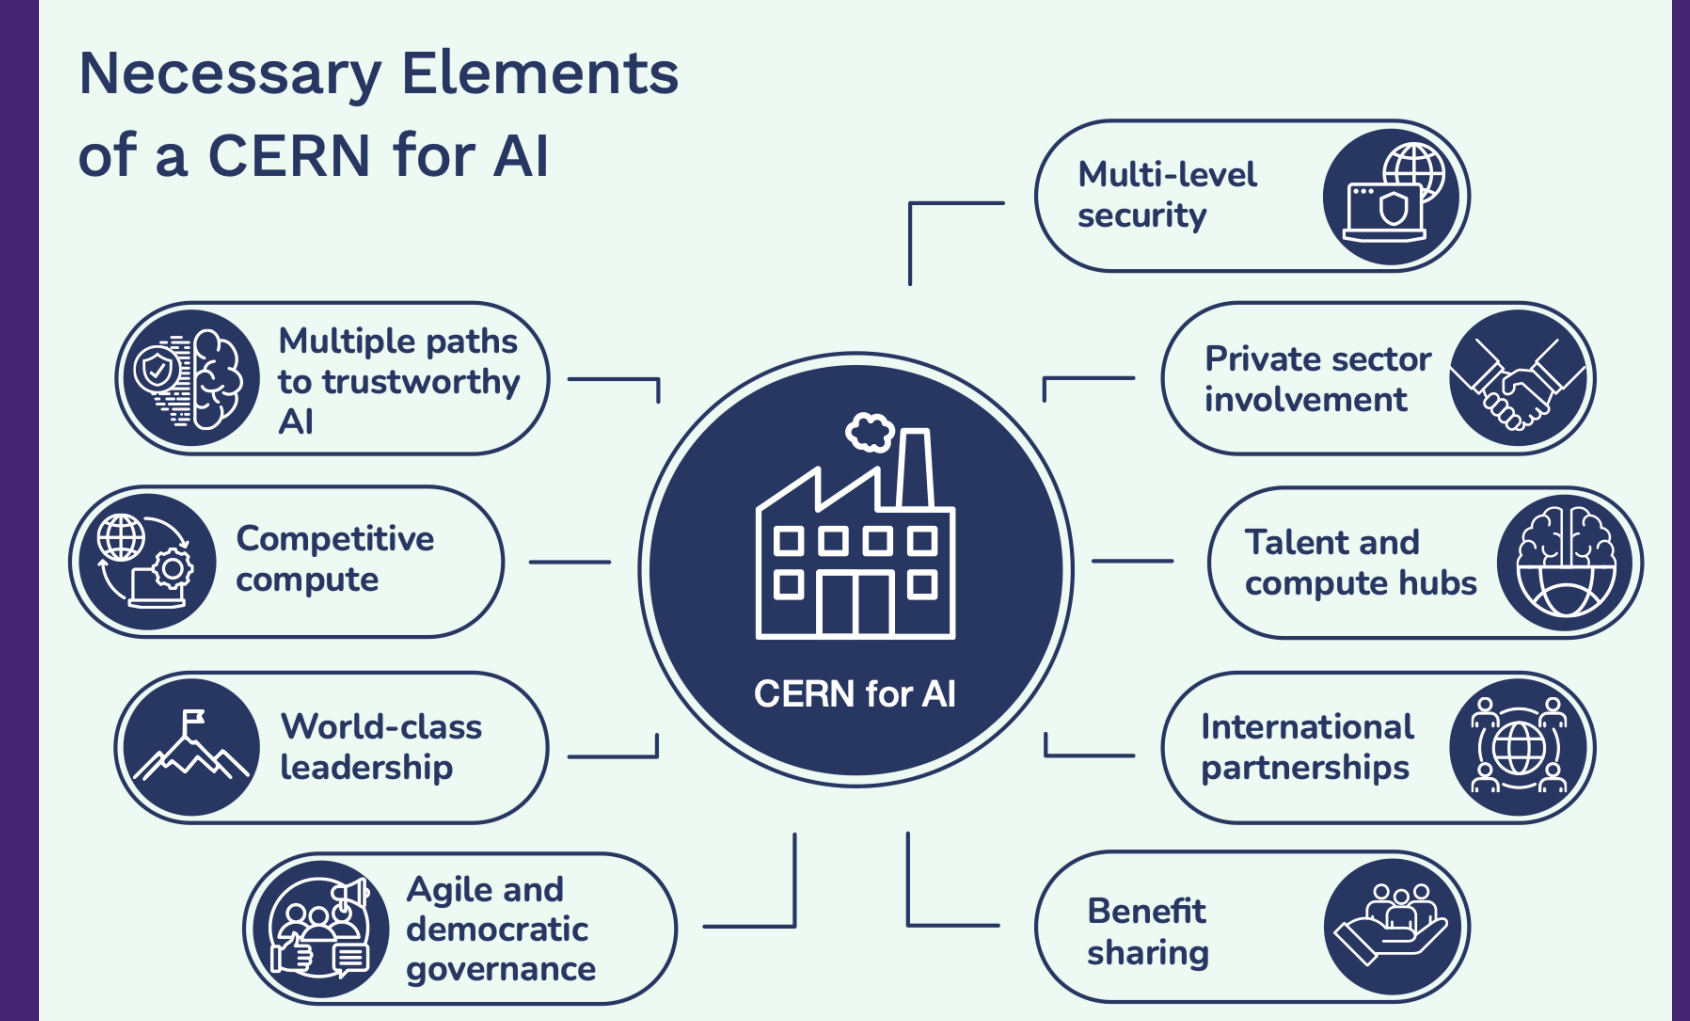 Necessary Elements
of a CERN for AI
Multi-level
security
Multiple paths
to trustworthy
AI
Private sector
involvement
Competitive
compute
Talent and
compute hubs
CERN for AI
World-class
leadership
International
partnerships
Agile and
democratic
governance
Benefit
sharing